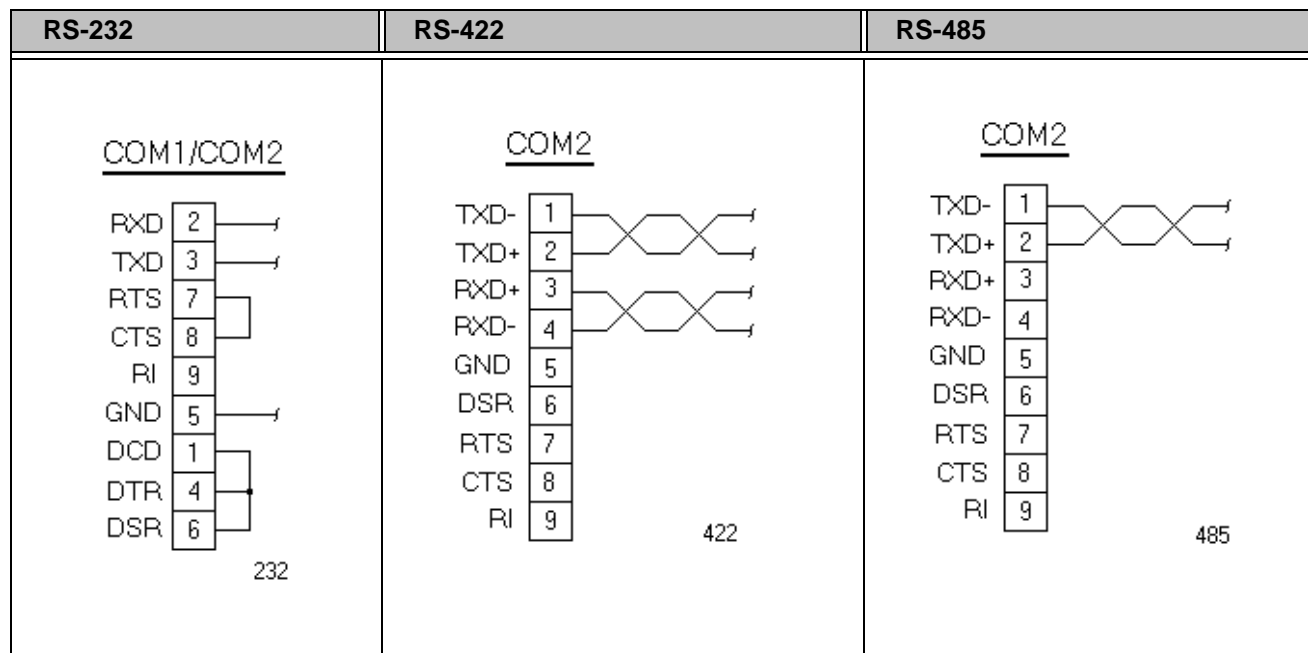 RS-232
RS-422
RS-485
COM1/COM2
RXD 2
TXD 3
RTS 7
CTS 8
RI 9
GND 5
DCD 1
DTR 4
DSR 6
232
COM2
TXD- 1
TXD+ 2
RXD+ 3
RXD- 4
GND 5
DSR 6
RTS 7
CTS 8
RI 9
422
COM2
TXD- 1
TXD+ 2
RXD+ 3
RXD- 4
GND 5
DSR 6
RTS 7
CTS 8
RI 9
485